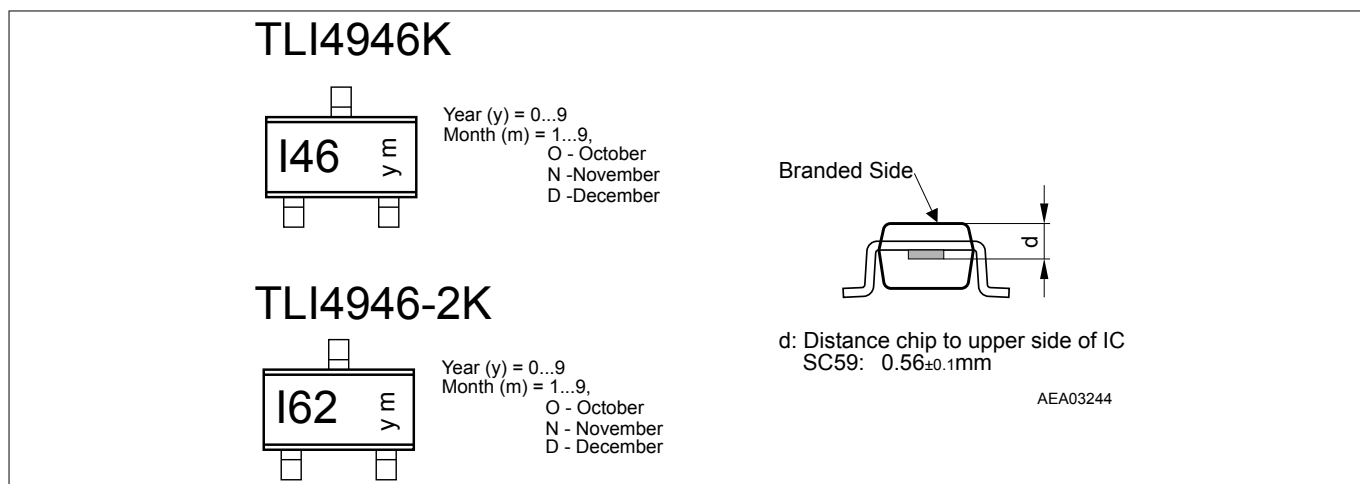 TLI4946K
I46
y m
Year (y) = 0...9
Month (m) = 1...9,
O - October
N -November
D -December
TLI4946-2K
I62
y m
Year (y) = 0...9
Month (m) = 1...9,
O - October
N - November
D - December
Branded Side
d
d: Distance chip to upper side of IC
SC59: 0.56±0.1mm
AEA03244